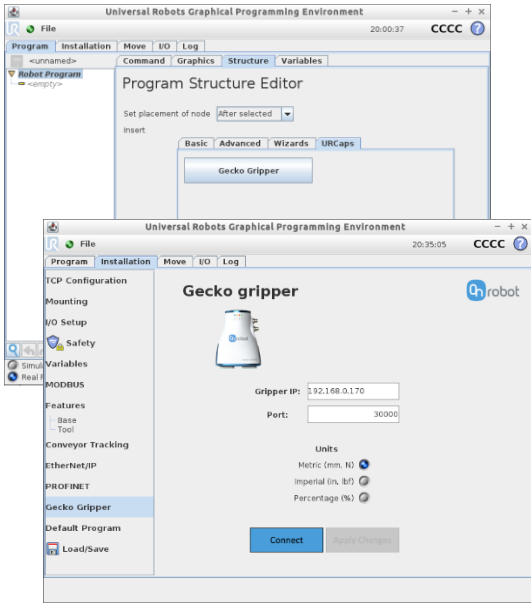 Universal Robots Graphical Programming Environment
File
20:00:37
CCCC
?
Program Installation Move I/O Log
<unnamed>
Command Graphics Structure Variables
Robot Program
<empty>
Program Structure Editor
Set placement of node After selected
Insert
Basic Advanced Wizards URCaps
Gecko Gripper
Simul
Real R
Universal Robots Graphical Programming Environment
File
20:35:05
CCCC
?
Program Installation Move I/O Log
TCP Configuration
Mounting
I/O Setup
Safety
Variables
MODBUS
Features
Base
Tool
Conveyor Tracking
EtherNet/IP
PROFINET
Gecko Gripper
Default Program
Load/Save
Gecko gripper
OnRobot
Gripper IP: 192.168.0.170
Port: 30000
Units
Metric (mm, N)
Imperial (in, lbf)
Percentage (%)
Connect
Apply Changes